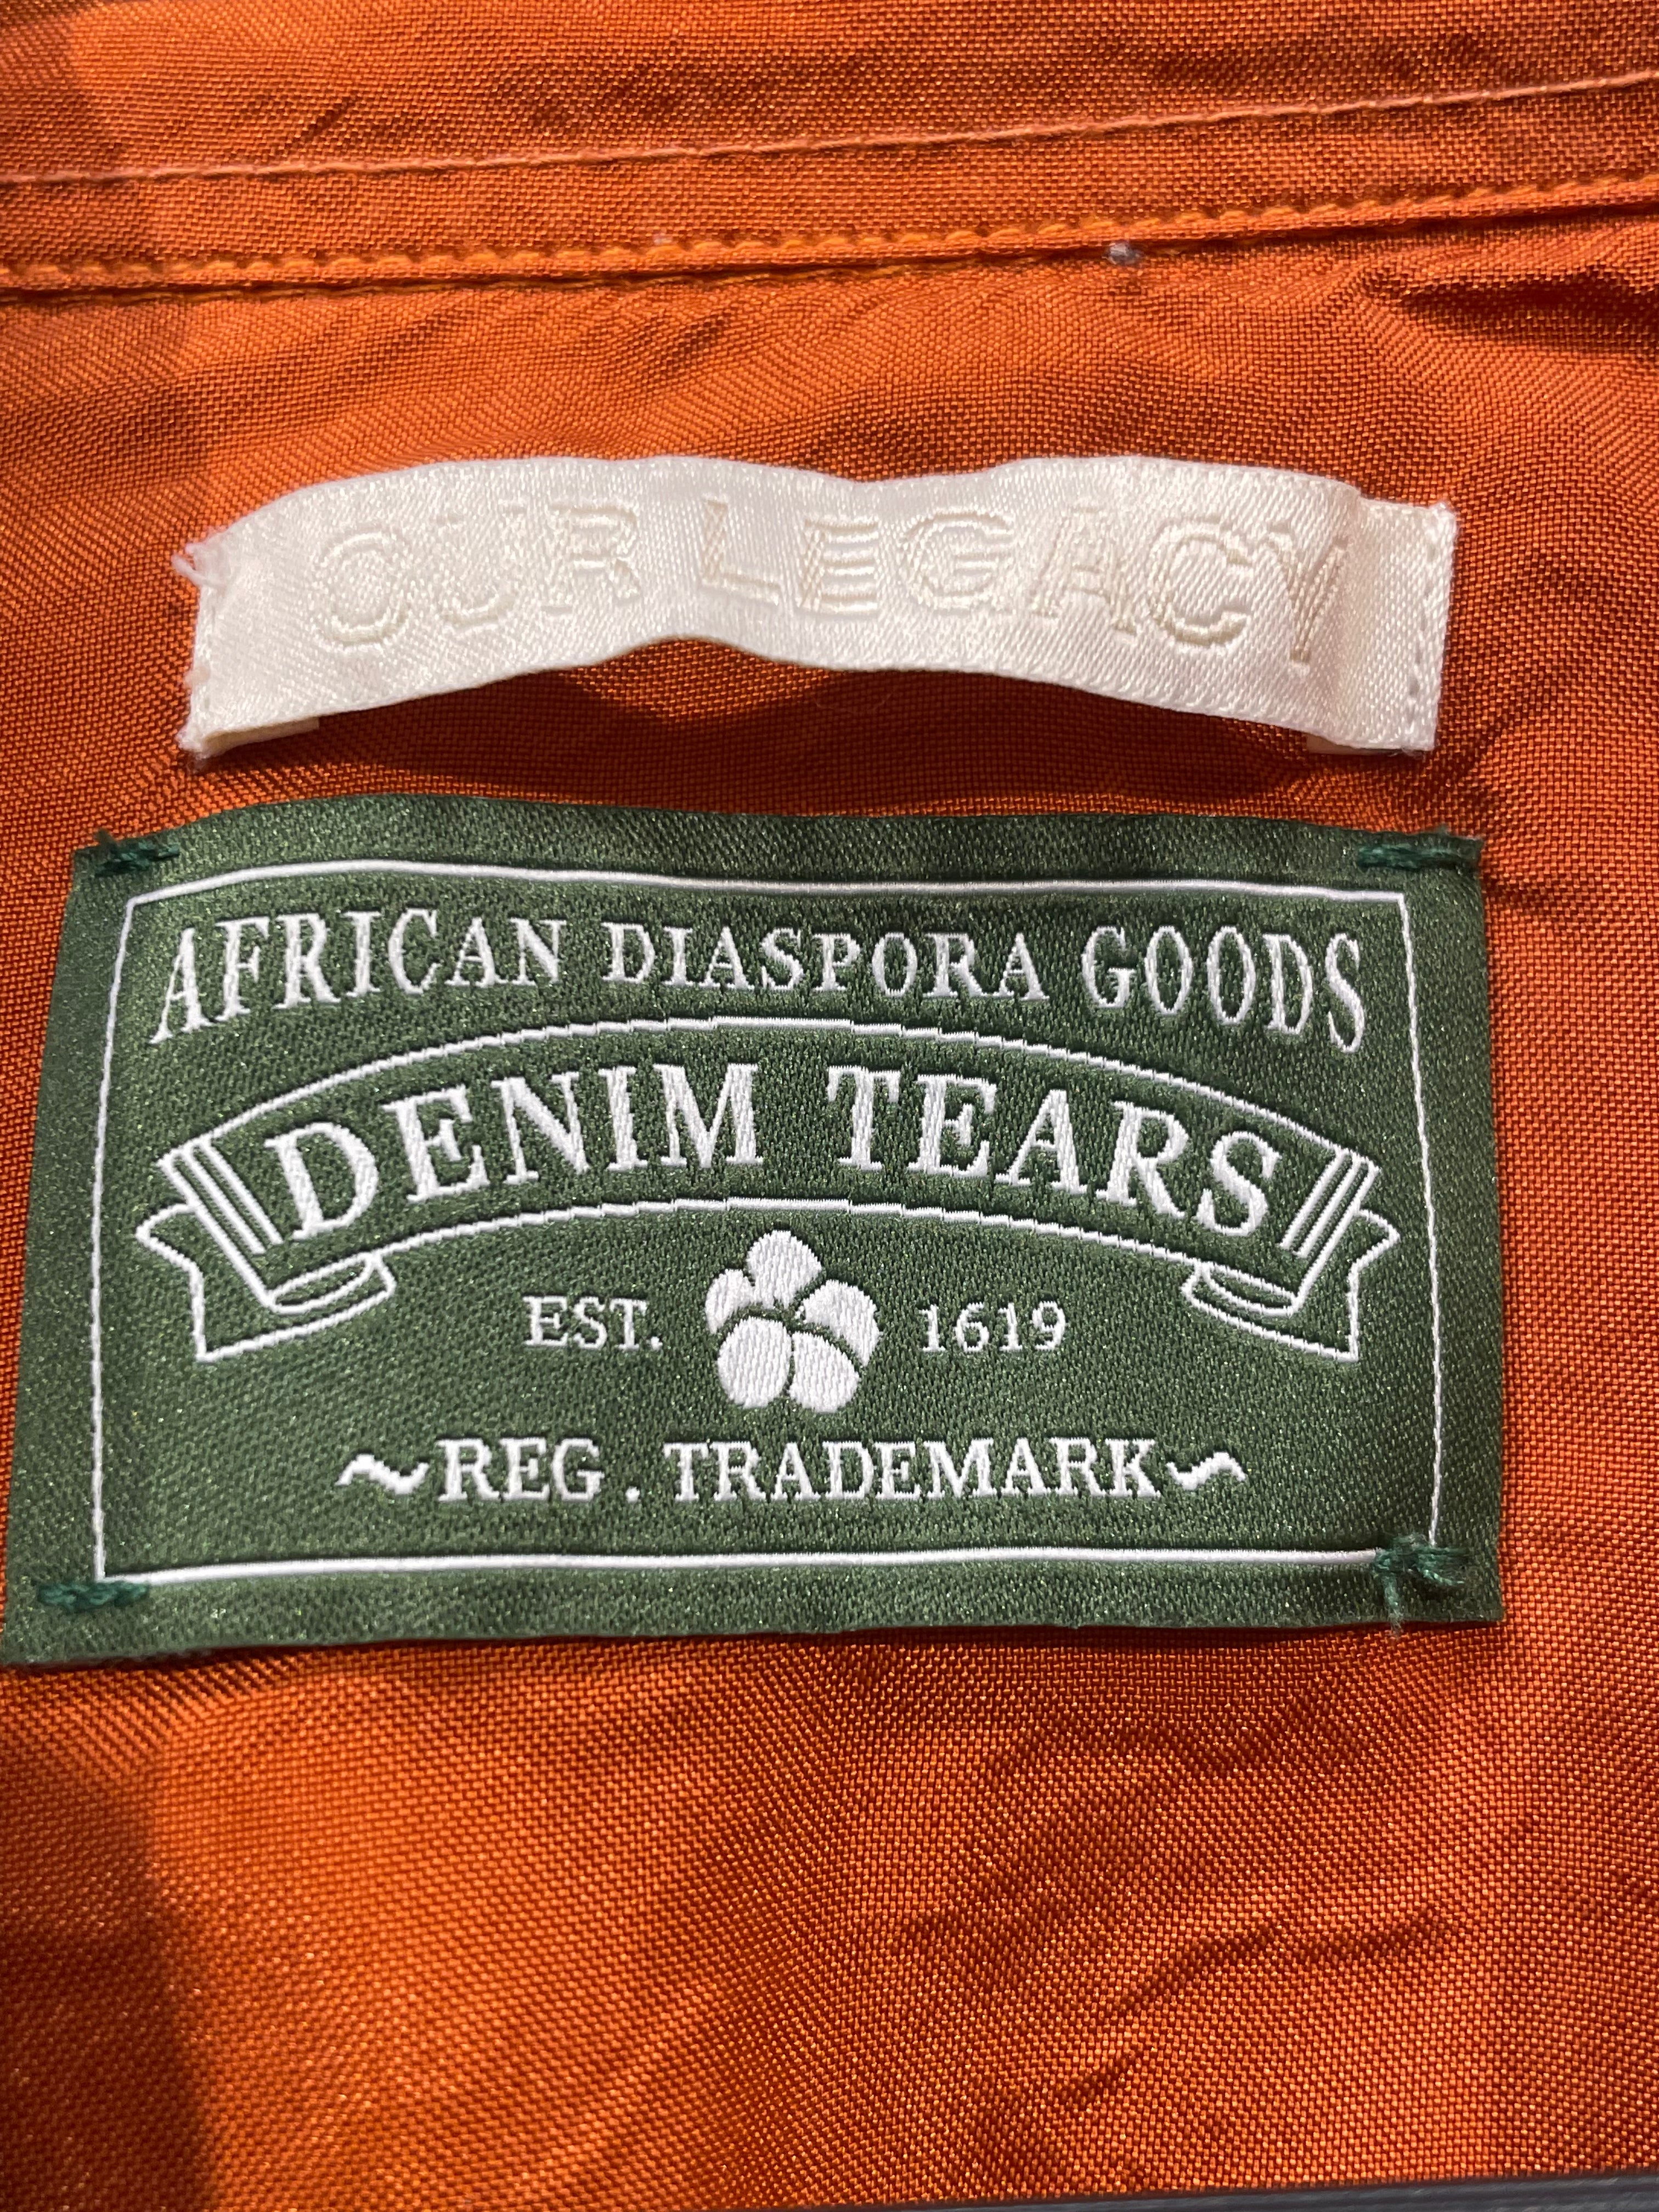 OUR LEGACY
AFRICAN DIASPORA GOODS
DENIM TEARS
EST. 1619
~REG. TRADEMARK~